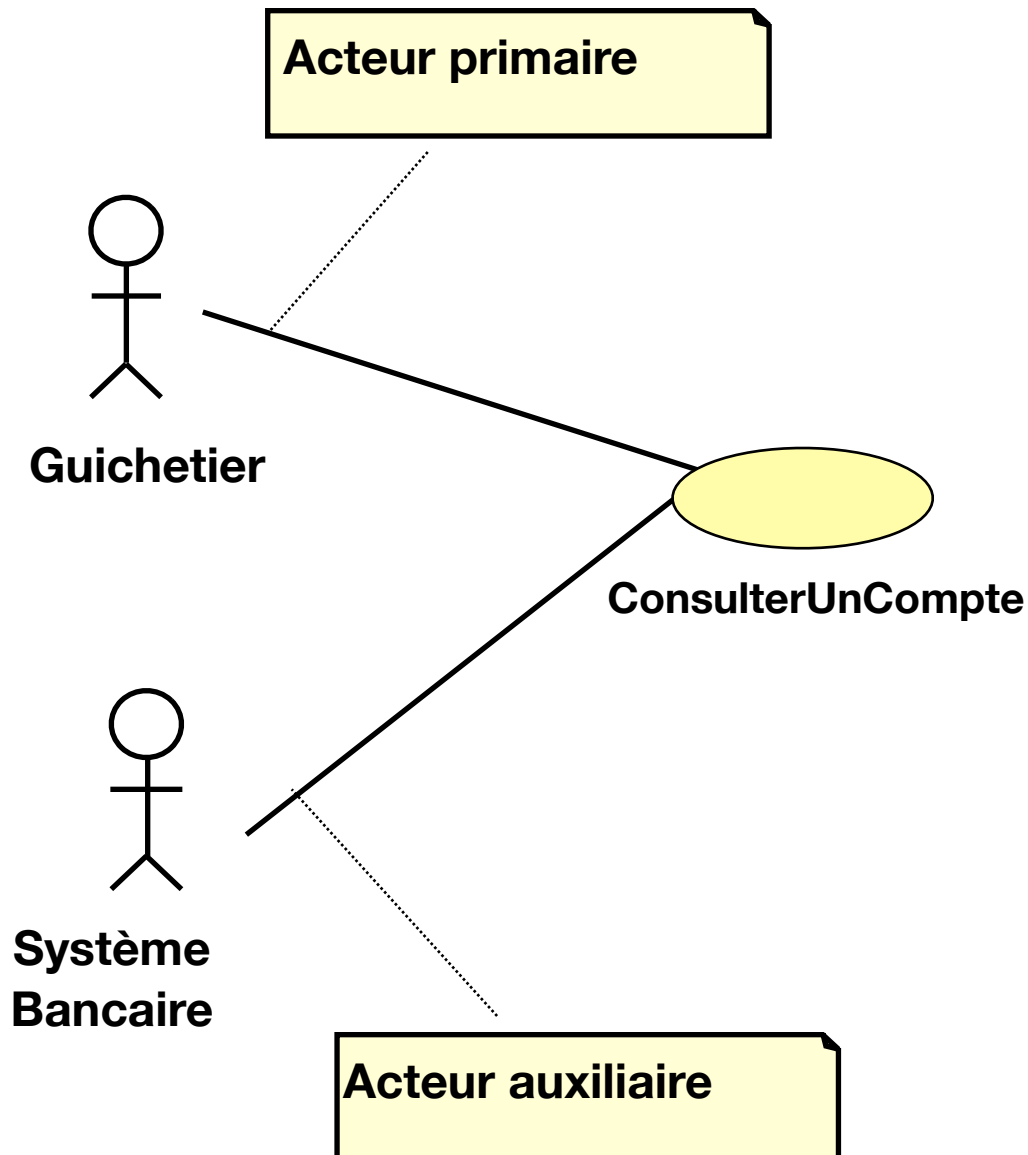 Acteur primaire
Guichetier
ConsulterUnCompte
Système
Bancaire
Acteur auxiliaire